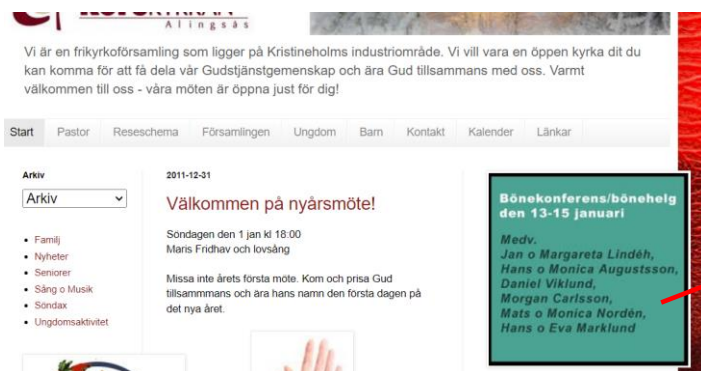 Alingsås
Vi är en frikyrkoförsamling som ligger på Kristineholms industriområde. Vi vill vara en öppen kyrka dit du
kan komma för att få dela vår Gudstjänstgemenskap och ära Gud tillsammans med oss. Varmt
välkommen till oss - våra möten är öppna just för dig!
Start Pastor Reseschema Församlingen Ungdom Barn Kontakt Kalender Länkar
Arkiv
Arkiv
Familj
Nyheter
Seniorer
Sång o Musik
Söndax
Ungdomsaktivitet
2011-12-31
Välkommen på nyårsmöte!
Söndagen den 1 jan kl 18:00
Maris Fridhav och lovsång
Missa inte årets första möte. Kom och prisa Gud
tillsammmans och ära hans namn den första dagen på
det nya året.
Bönekonferens/bönehelg
den 13-15 januari
Medv.
Jan o Margareta Lindéh,
Hans o Monica Augustsson,
Daniel Viklund,
Morgan Carlsson,
Mats o Monica Nordén,
Hans o Eva Marklund